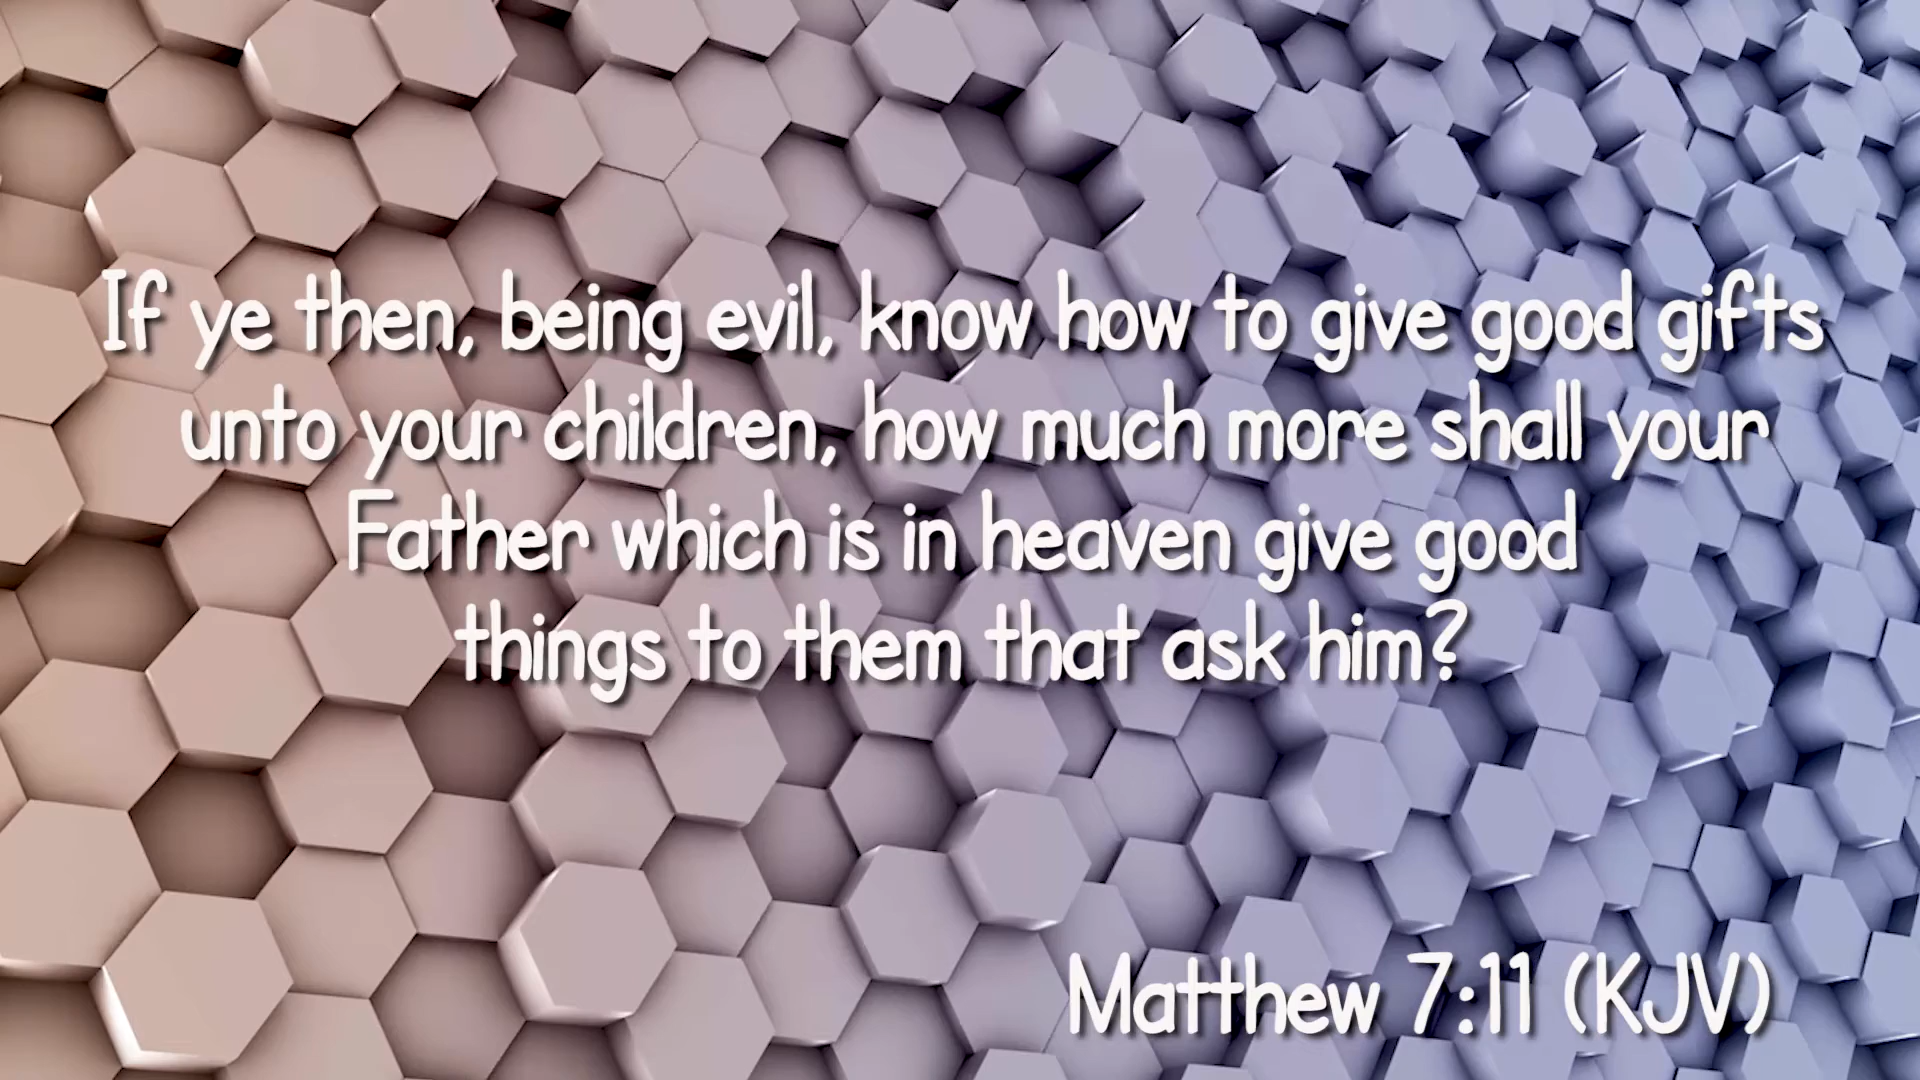 If ye then, being evil, know how to give good gifts
unto your children, how much more shall your
Father which is in heaven give good
things to them that ask him?
Matthew 7:11 (KJV)